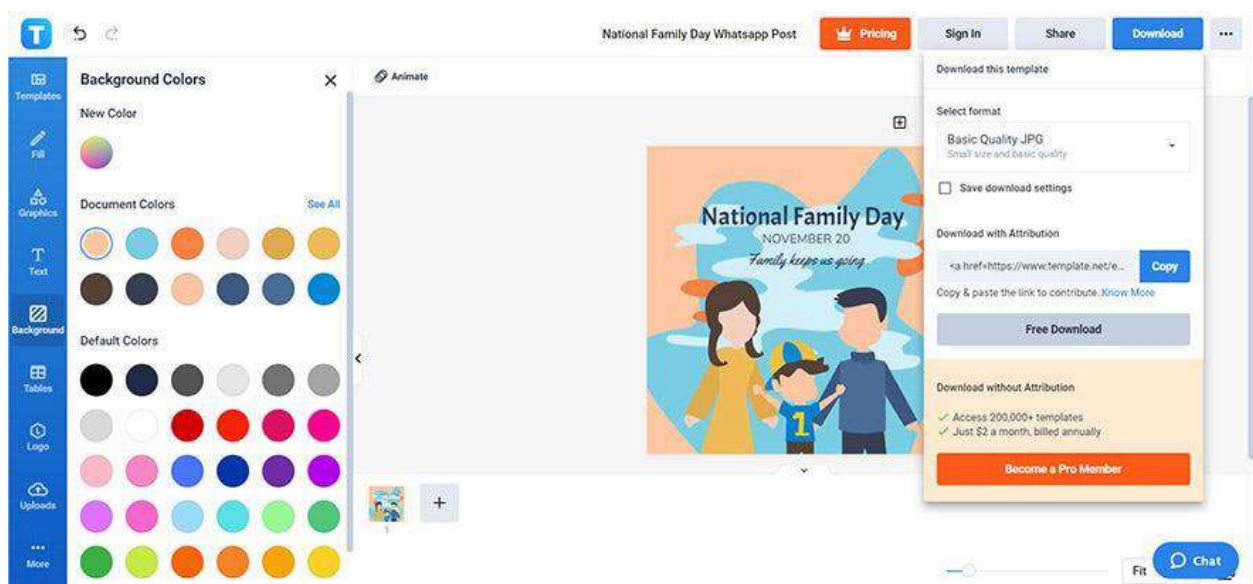 T
National Family Day Whatsapp Post
Pricing
Sign In
Share
Download
Templates
Fill
Graphics
Text
Background
Tables
Logo
Uploads
More
Background Colors
New Color
Document Colors
See All
Default Colors
Animate
National Family Day
NOVEMBER 20
Family keeps us going
1
1
Download this template
Select format
Basic Quality JPG
Small size and basic quality
Save download settings
Download with Attribution
<a href=https://www.template.net/e...
Copy
Copy & paste the link to contribute. Know More
Free Download
Download without Attribution
Access 200,000+ templates
Just $2 a month, billed annually
Become a Pro Member
Fit
Chat